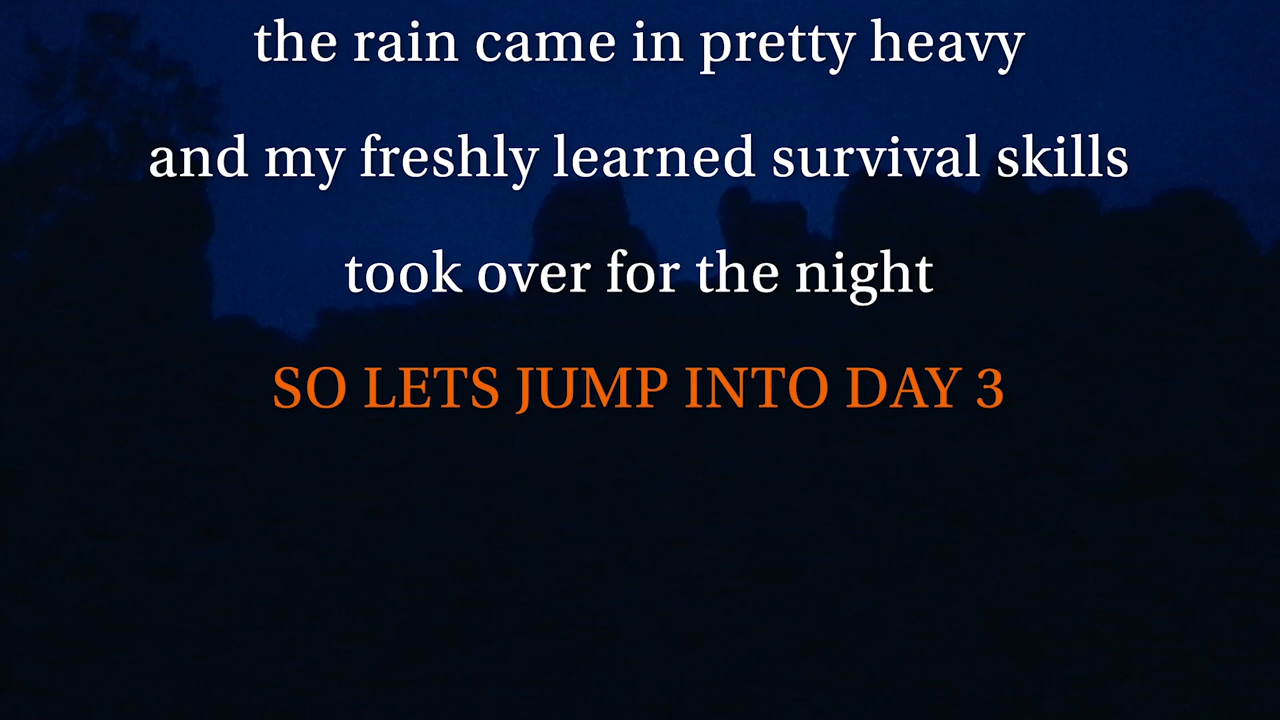 the rain came in pretty heavy
and my freshly learned survival skills
took over for the night
SO LETS JUMP INTO DAY 3